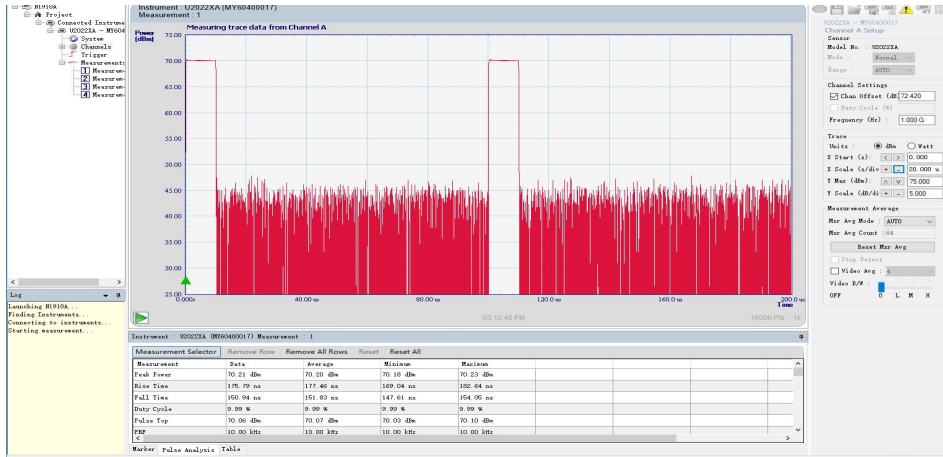 N1918A
Project
Connected Instrume
U2022XA - MY604
System
Channels
Trigger
Measurement:
1 Measurem
2 Measurem
3 Measurem
4 Measurem
Log
Launching N1918A...
Finding Instruments...
Connecting to instruments...
Starting measurement...
Instrument : U2022XA (MY60400017)
Measurement : 1
Power
[dBm]
Measuring trace data from Channel A
75.00
70.00
65.00
60.00
55.00
50.00
45.00
40.00
35.00
30.00
25.00
0.000s
40.00 us
80.00 us
120.0 us
160.0 us
200.0 us
Time
03:12:46 PM
16000 Pts 1x
Instrument : U2022XA (MY60400017) Measurement : 1
Measurement Selector Remove Row Remove All Rows Reset Reset All
Measurement Data Average Minimum Maximum
Peak Power 70.21 dBm 70.20 dBm 70.18 dBm 70.23 dBm
Rise Time 175.79 ns 177.46 ns 169.04 ns 182.64 ns
Fall Time 150.94 ns 151.83 ns 147.61 ns 154.05 ns
Duty Cycle 9.99 % 9.99 % 9.99 % 9.99 %
Pulse Top 70.06 dBm 70.07 dBm 70.03 dBm 70.10 dBm
PRF 10.00 kHz 10.00 kHz 10.00 kHz 10.00 kHz
Marker Pulse Analysis Table
U2022XA - MY60400017
Channel A Setup
Sensor
Model No. : U2022XA
Mode : Normal
Range : AUTO
Channel Settings
Chan Offset (dB 72.420
Duty Cycle (%)
Frequency (Hz) : 1.000 G
Trace
Units : dBm Watt
X Start (s): < > 0.000
X Scale (s/div + - 20.000 u
Y Max (dBm): 75.000
Y Scale (dB/di + - 5.000
Measurement Average
Msr Avg Mode : AUTO
Msr Avg Count : 64
Reset Msr Avg
Step Detect
Video Avg : 4
Video B/W :
OFF 0 L M H